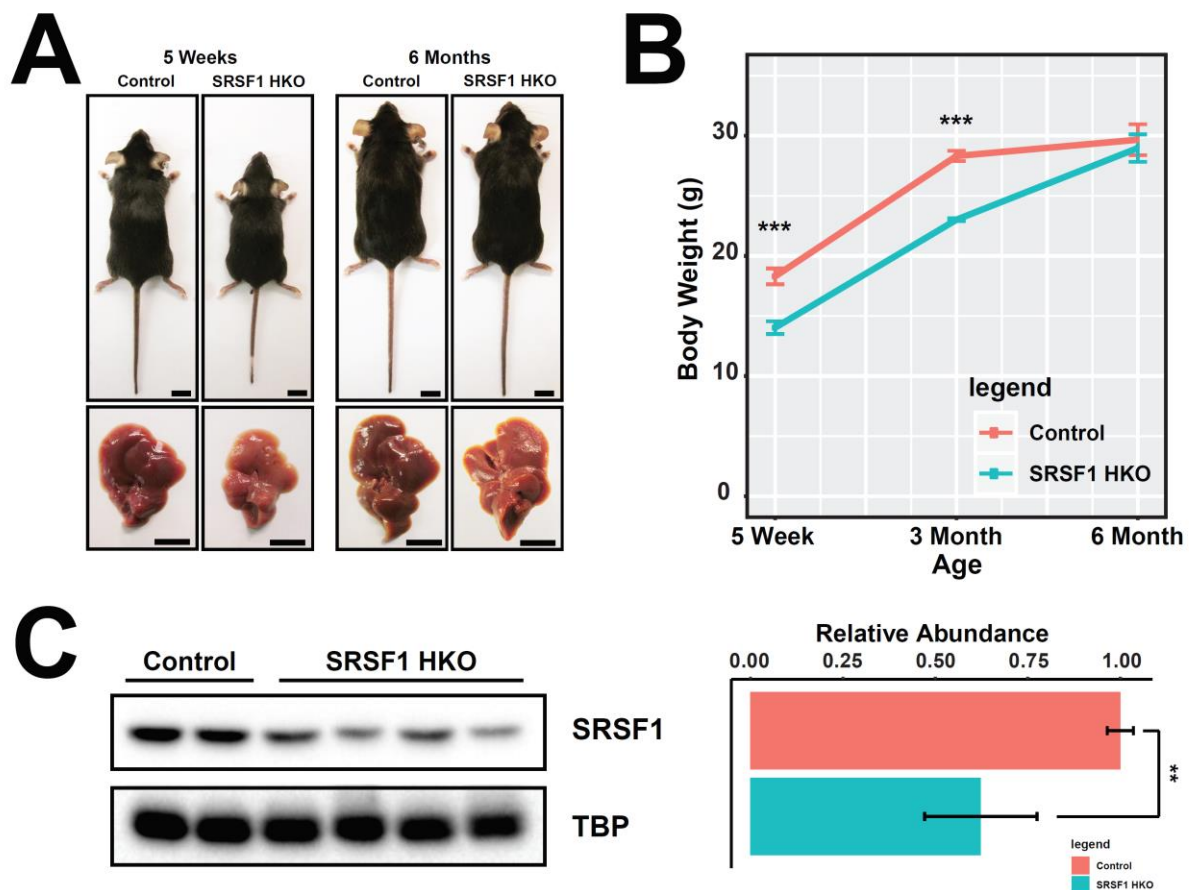 A
5 Weeks
Control SRSF1 HKO
6 Months
Control SRSF1 HKO
B
***
***
30
20
10
0
Body Weight (g)
legend
Control
SRSF1 HKO
5 Week 3 Month 6 Month
Age
C
Control SRSF1 HKO
SRSF1
TBP
Relative Abundance
0.00 0.25 0.50 0.75 1.00
**
legend
Control
SRSF1 HKO